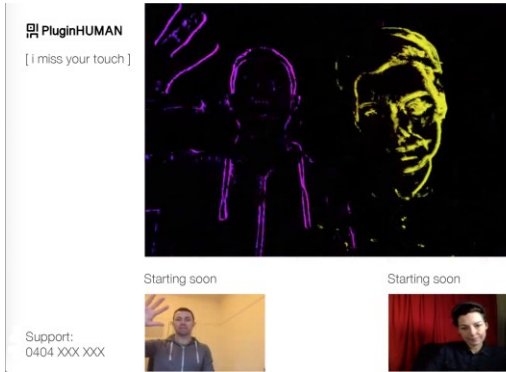 PluginHUMAN
[ i miss your touch ]
Starting soon
Starting soon
Support:
0404 XXX XXX